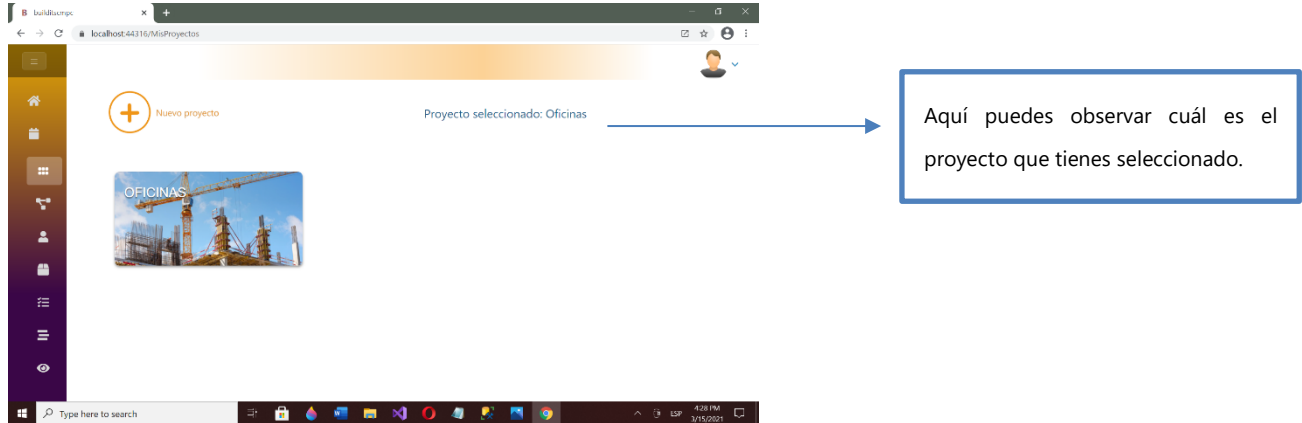 builditscmpc
localhost:44316/MisProyectos
Nuevo proyecto
Proyecto seleccionado: Oficinas
OFICINAS
Aquí puedes observar cuál es el
proyecto que tienes seleccionado.
Type here to search
ESP
4:28 PM
3/15/2021